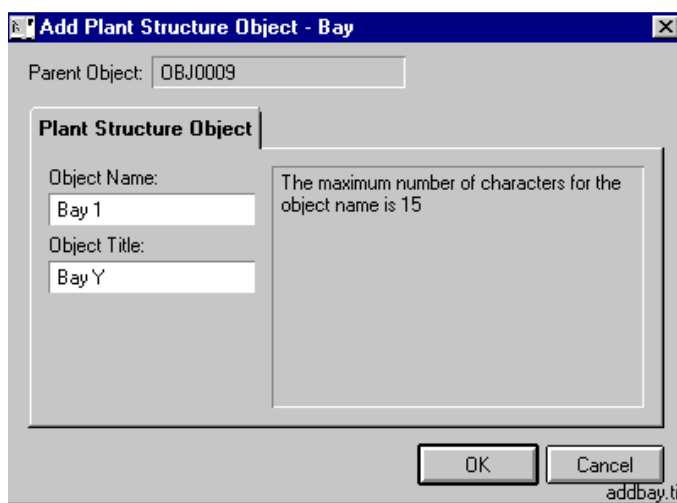 Add Plant Structure Object - Bay
Parent Object: OBJ0009
Plant Structure Object
Object Name:
Bay 1
Object Title:
Bay Y
The maximum number of characters for the
object name is 15
OK Cancel
addbay.ti